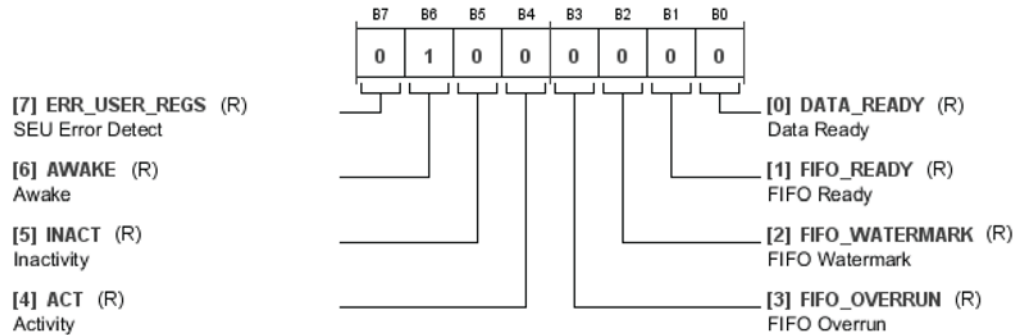 B7 B6 B5 B4 B3 B2 B1 B0
0 1 0 0 0 0 0 0
[7] ERR_USER_REGS (R)
SEU Error Detect
[6] AWAKE (R)
Awake
[5] INACT (R)
Inactivity
[4] ACT (R)
Activity
[0] DATA_READY (R)
Data Ready
[1] FIFO_READY (R)
FIFO Ready
[2] FIFO_WATERMARK (R)
FIFO Watermark
[3] FIFO_OVERRUN (R)
FIFO Overrun